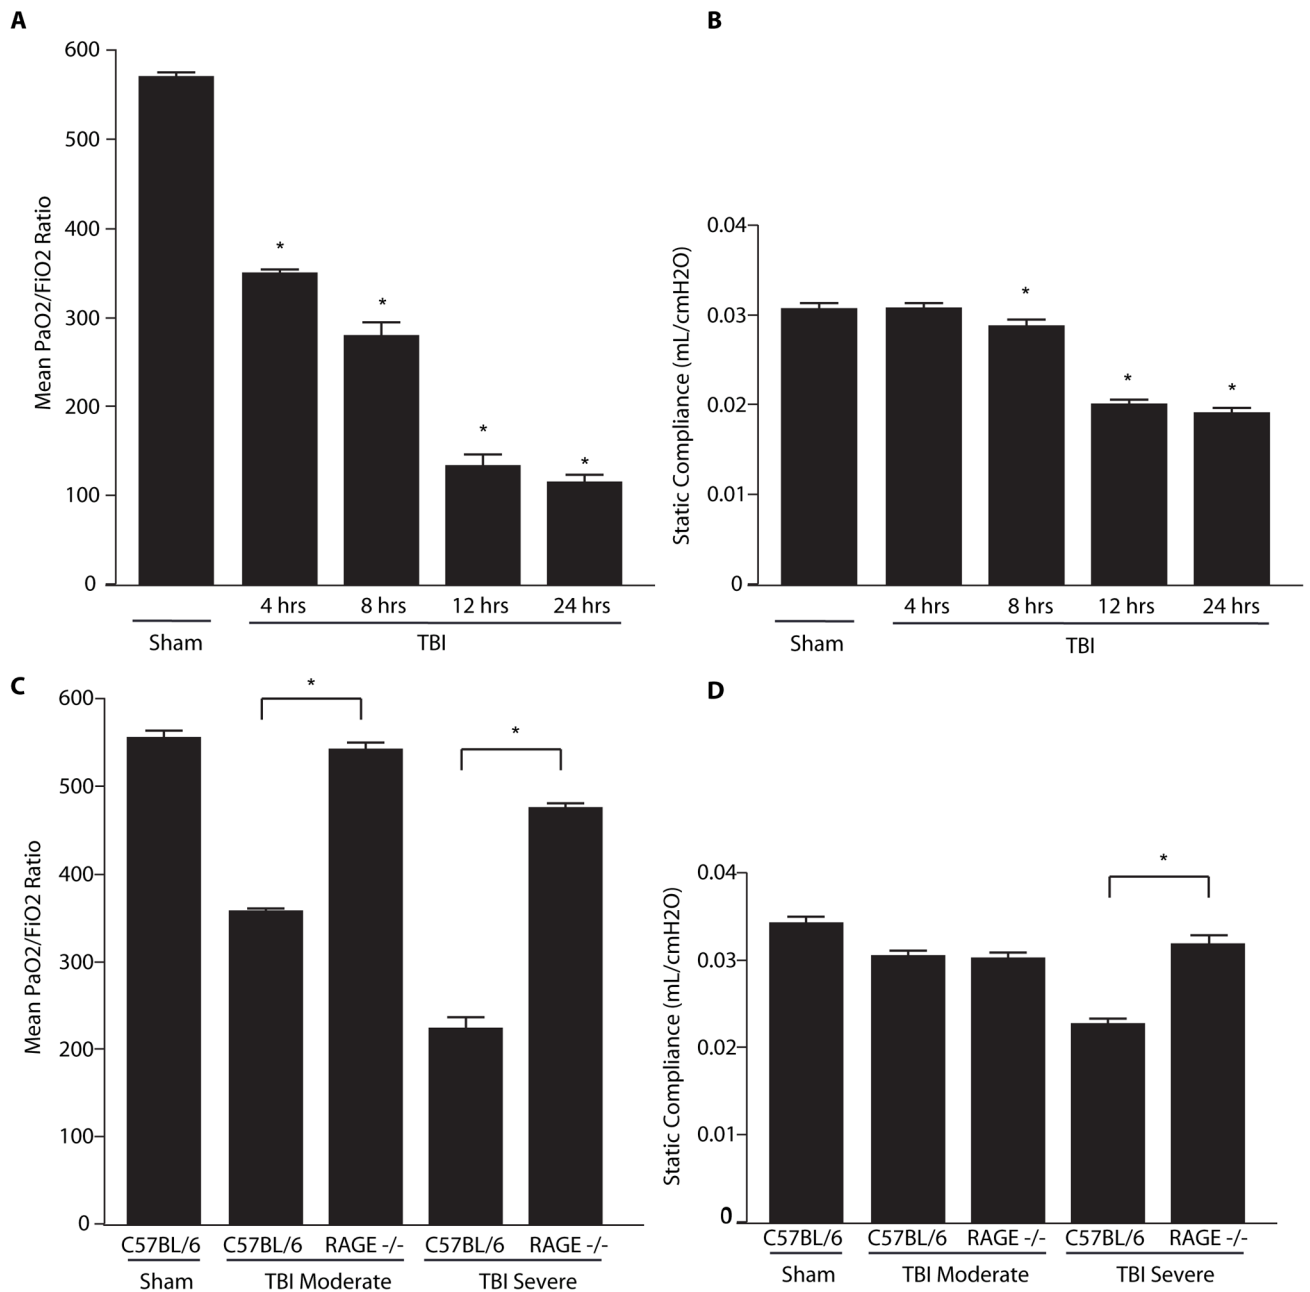 A
600
500
400
300
200
100
0
Mean PaO2/FiO2 Ratio
*
*
*
*
4 hrs 8 hrs 12 hrs 24 hrs
Sham TBI
B
0.04
0.03
0.02
0.01
0
Static Compliance (mL/cmH2O)
*
*
*
4 hrs 8 hrs 12 hrs 24 hrs
Sham TBI
C
600
500
400
300
200
100
0
Mean PaO2/FiO2 Ratio
*
*
C57BL/6 C57BL/6 RAGE -/- C57BL/6 RAGE -/-
Sham TBI Moderate TBI Severe
D
0.04
0.03
0.02
0.01
0
Static Compliance (mL/cmH2O)
*
C57BL/6 C57BL/6 RAGE -/- C57BL/6 RAGE -/-
Sham TBI Moderate TBI Severe